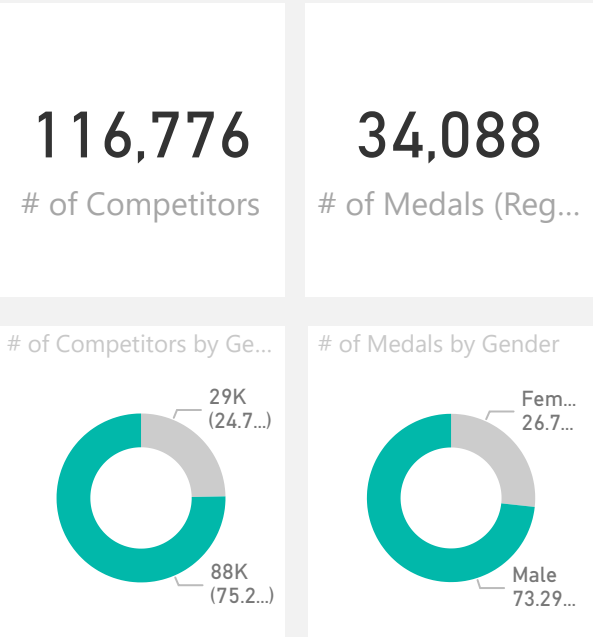 116,776
# of Competitors
34,088
# of Medals (Reg...
# of Competitors by Ge...
29K
(24.7...)
88K
(75.2...)
# of Medals by Gender
Fem...
26.7...
Male
73.29...